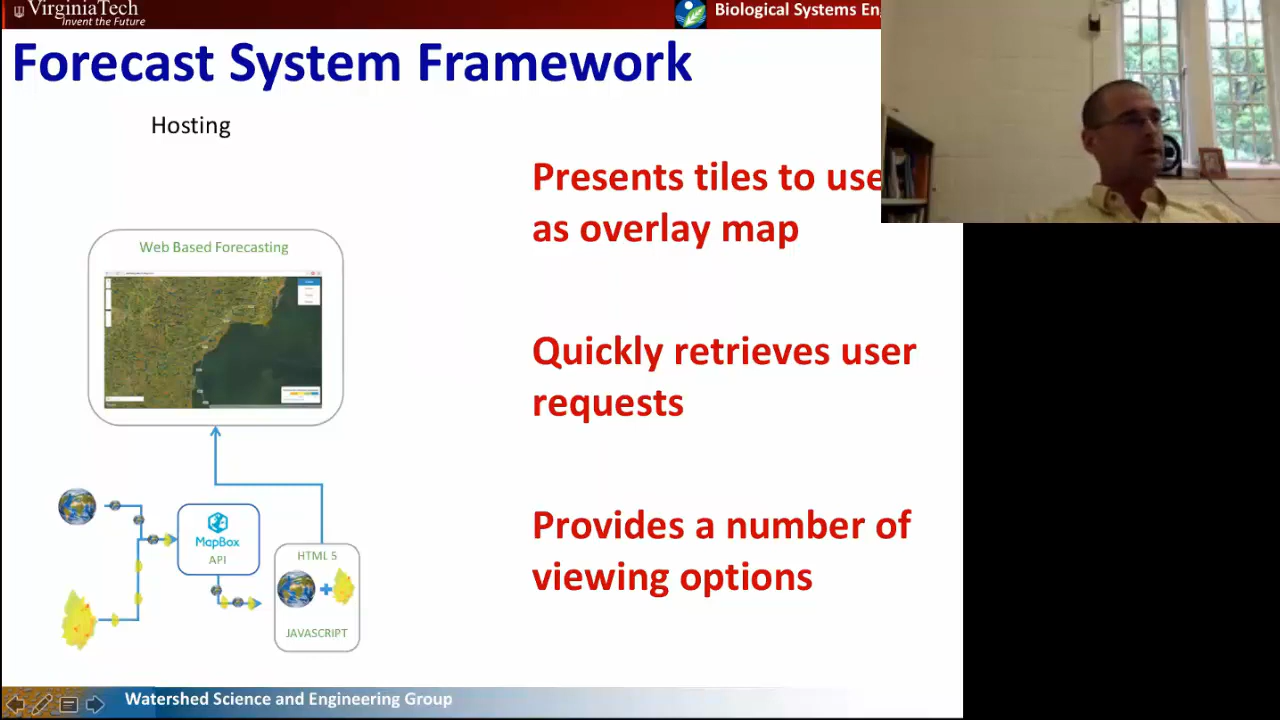 VirginiaTech
Invent the Future
Biological Systems En
Forecast System Framework
Hosting
Presents tiles to use
as overlay map
Web Based Forecasting
Quickly retrieves user
requests
MapBox
API
HTML 5
JAVASCRIPT
Provides a number of
viewing options
Watershed Science and Engineering Group